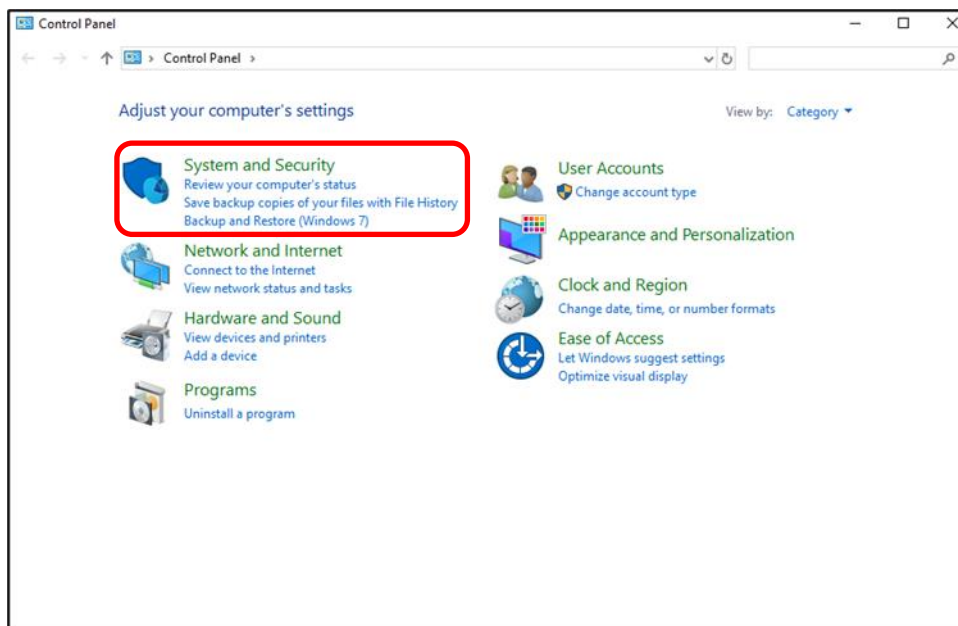 Control Panel
Control Panel
Adjust your computer's settings
View by: Category
System and Security
Review your computer's status
Save backup copies of your files with File History
Backup and Restore (Windows 7)
Network and Internet
Connect to the Internet
View network status and tasks
Hardware and Sound
View devices and printers
Add a device
Programs
Uninstall a program
User Accounts
Change account type
Appearance and Personalization
Clock and Region
Change date, time, or number formats
Ease of Access
Let Windows suggest settings
Optimize visual display